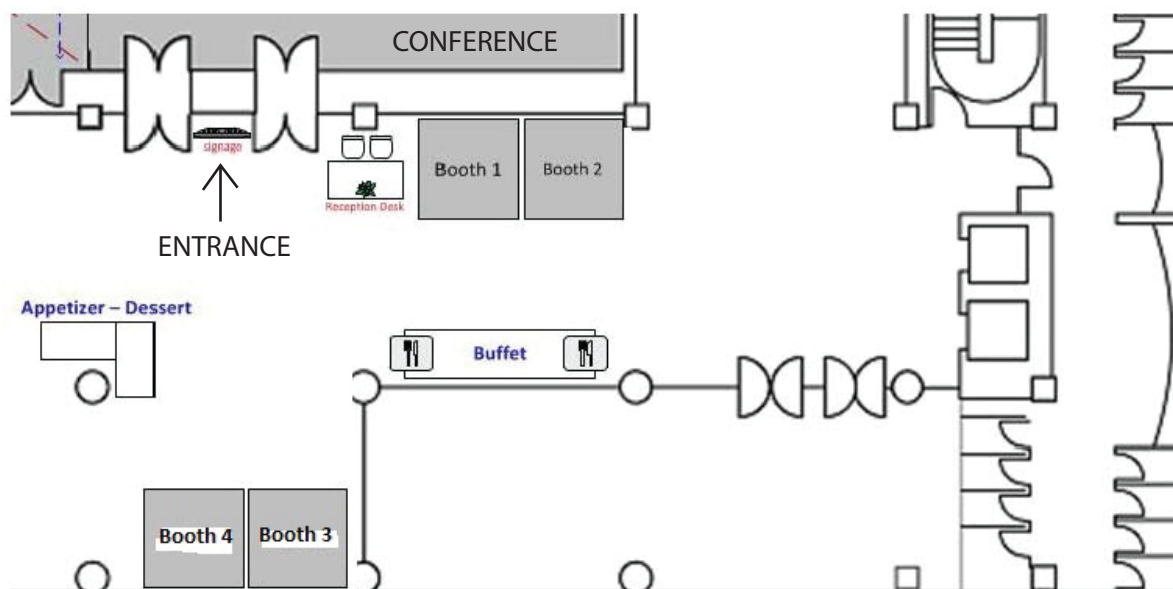 CONFERENCE
signage
Reception Desk
Booth 1
Booth 2
ENTRANCE
Appetizer – Dessert
Buffet
Booth 4
Booth 3